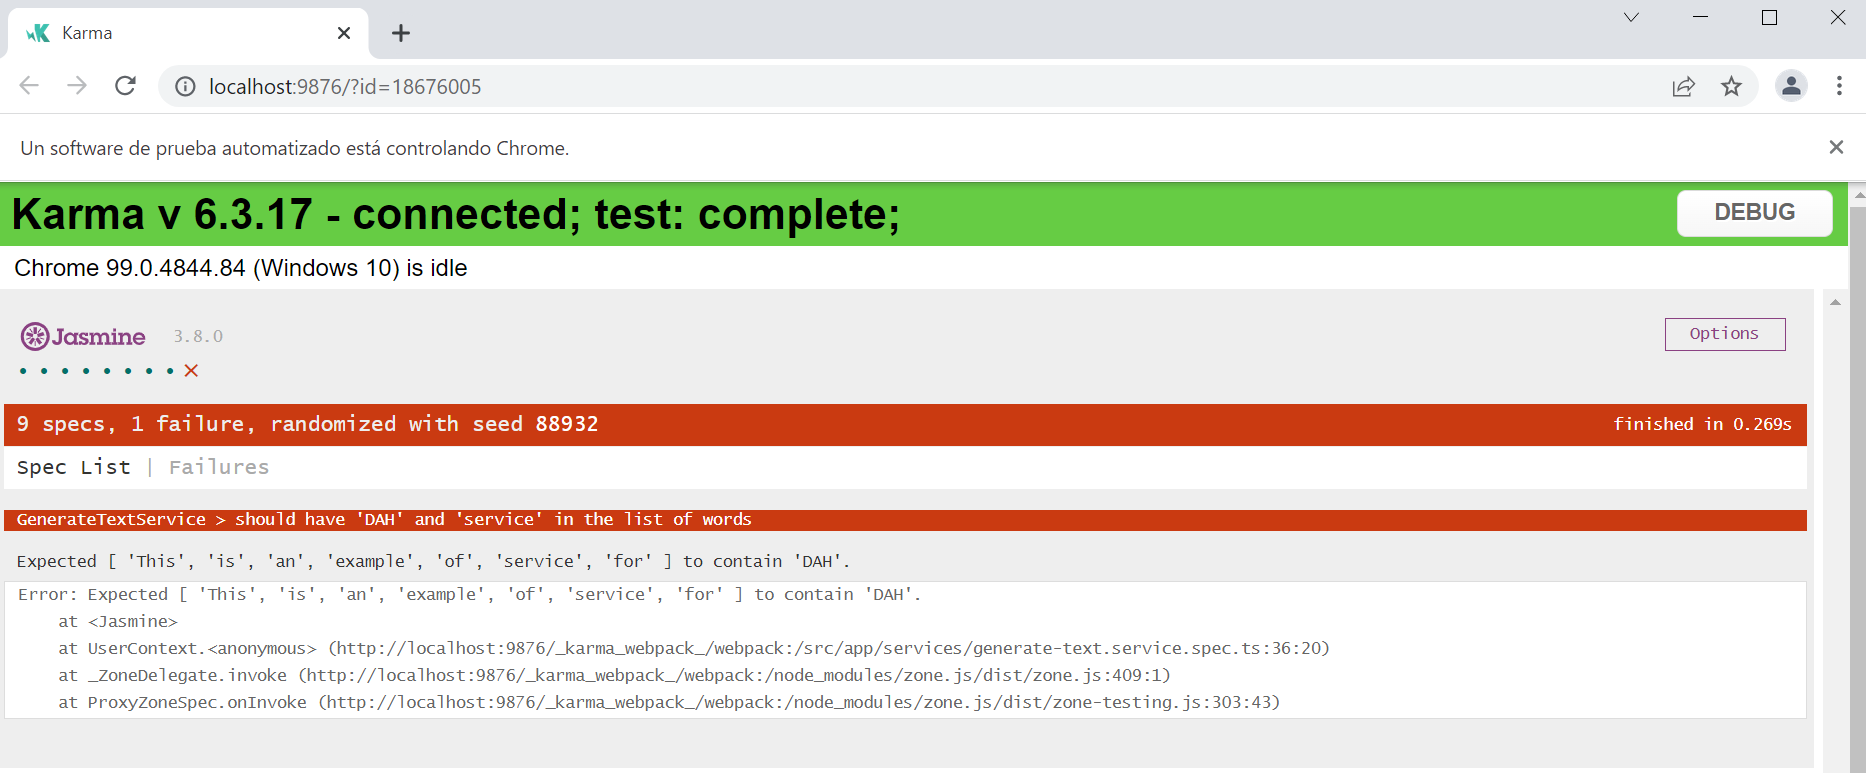 Karma
localhost:9876/?id=18676005
Un software de prueba automatizado está controlando Chrome.
Karma v 6.3.17 - connected; test: complete;
DEBUG
Chrome 99.0.4844.84 (Windows 10) is idle
Jasmine 3.8.0
Options
9 specs, 1 failure, randomized with seed 88932
finished in 0.269s
Spec List | Failures
GenerateTextService > should have 'DAH' and 'service' in the list of words
Expected [ 'This', 'is', 'an', 'example', 'of', 'service', 'for' ] to contain 'DAH'.
Error: Expected [ 'This', 'is', 'an', 'example', 'of', 'service', 'for' ] to contain 'DAH'.
at <Jasmine>
at UserContext.<anonymous> (http://localhost:9876/_karma_webpack_/webpack:/src/app/services/generate-text.service.spec.ts:36:20)
at _ZoneDelegate.invoke (http://localhost:9876/_karma_webpack_/webpack:/node_modules/zone.js/dist/zone.js:409:1)
at ProxyZoneSpec.onInvoke (http://localhost:9876/_karma_webpack_/webpack:/node_modules/zone.js/dist/zone-testing.js:303:43)